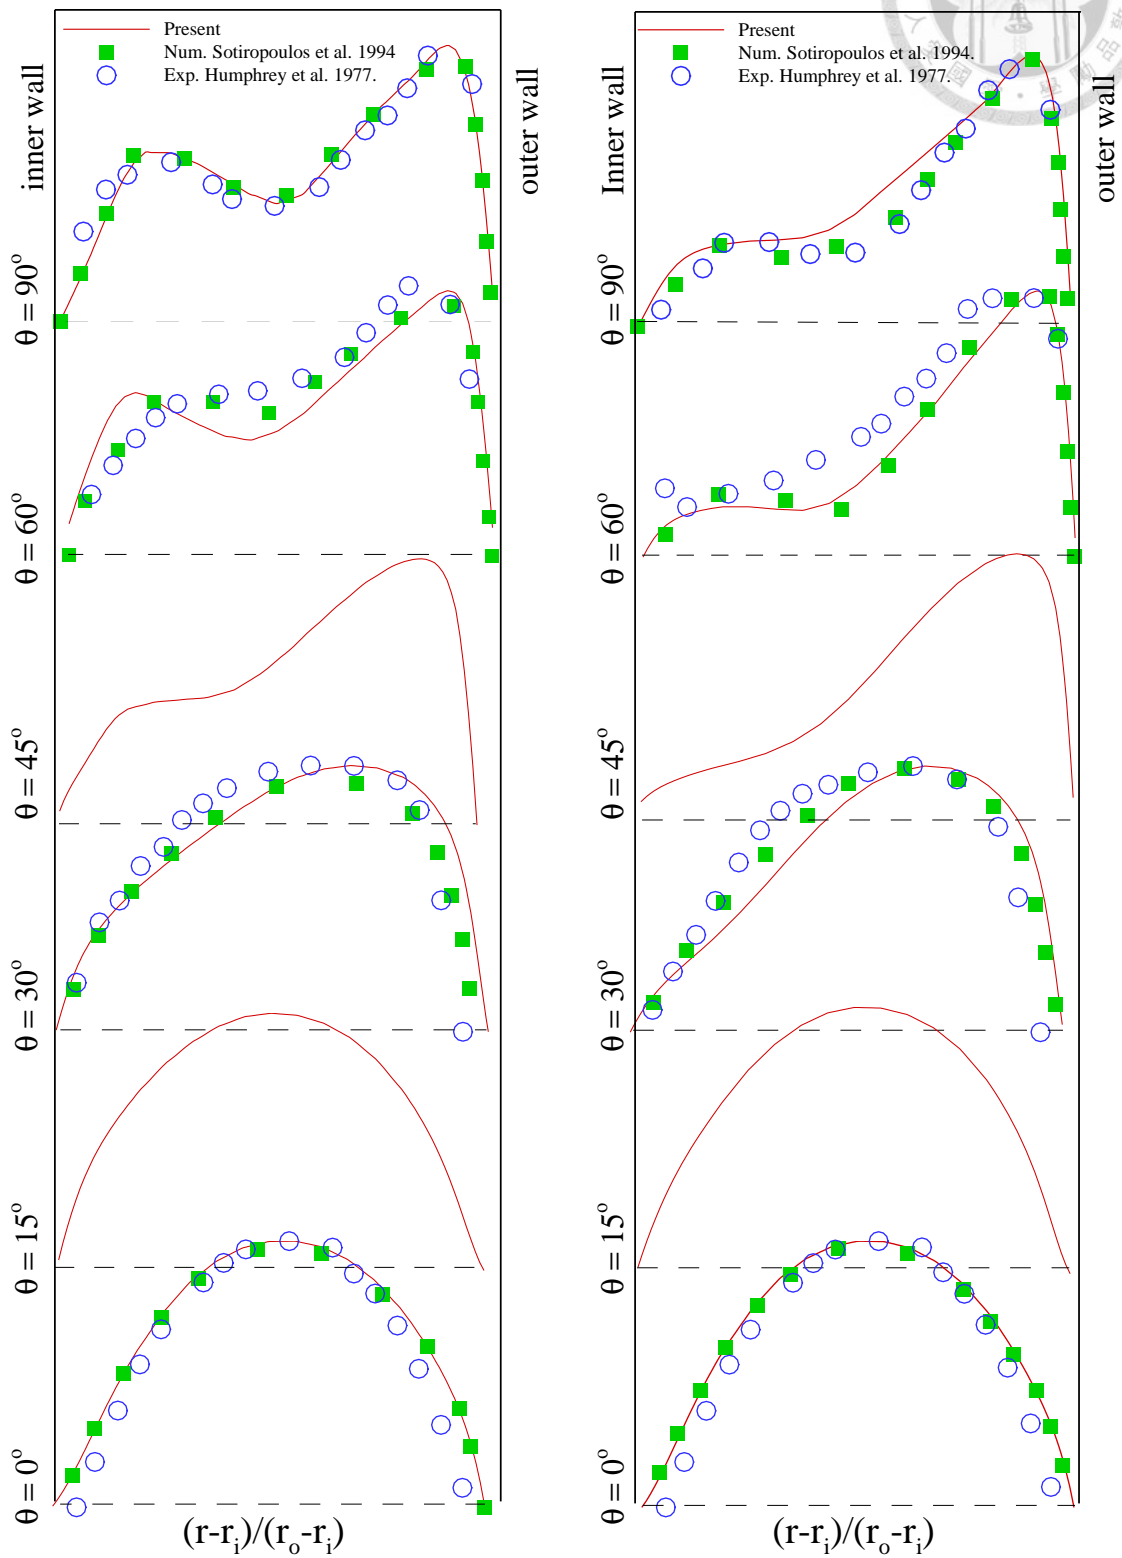 Present
Num. Sotiropoulos et al. 1994
Exp. Humphrey et al. 1977.
inner wall
outer wall
θ = 90°
θ = 60°
θ = 45°
θ = 30°
θ = 15°
θ = 0°
(r-rᵢ)/(rₒ-rᵢ)
Present
Num. Sotiropoulos et al. 1994.
Exp. Humphrey et al. 1977.
Inner wall
outer wall
θ = 90°
θ = 60°
θ = 45°
θ = 30°
θ = 15°
θ = 0°
(r-rᵢ)/(rₒ-rᵢ)